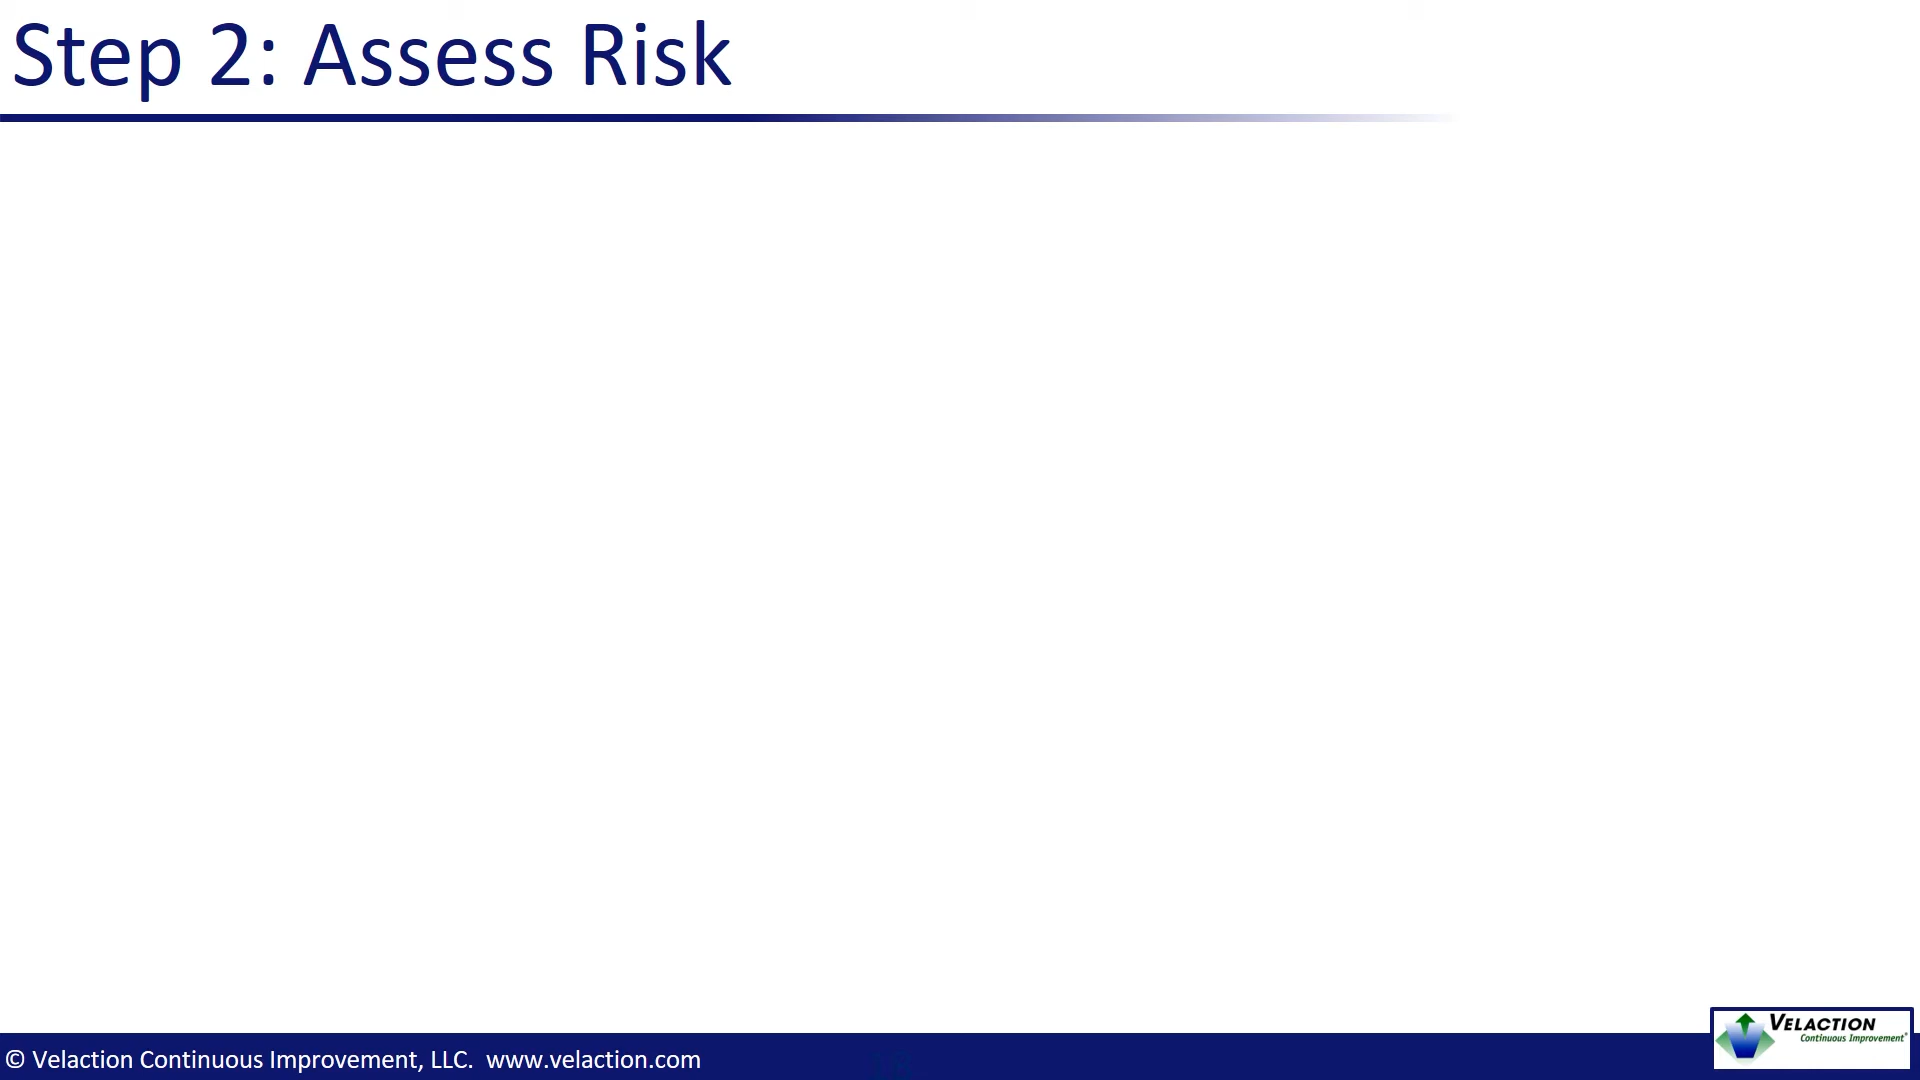 Step 2: Assess Risk
© Velaction Continuous Improvement, LLC. www.velaction.com
VELACTION
Continuous Improvement®